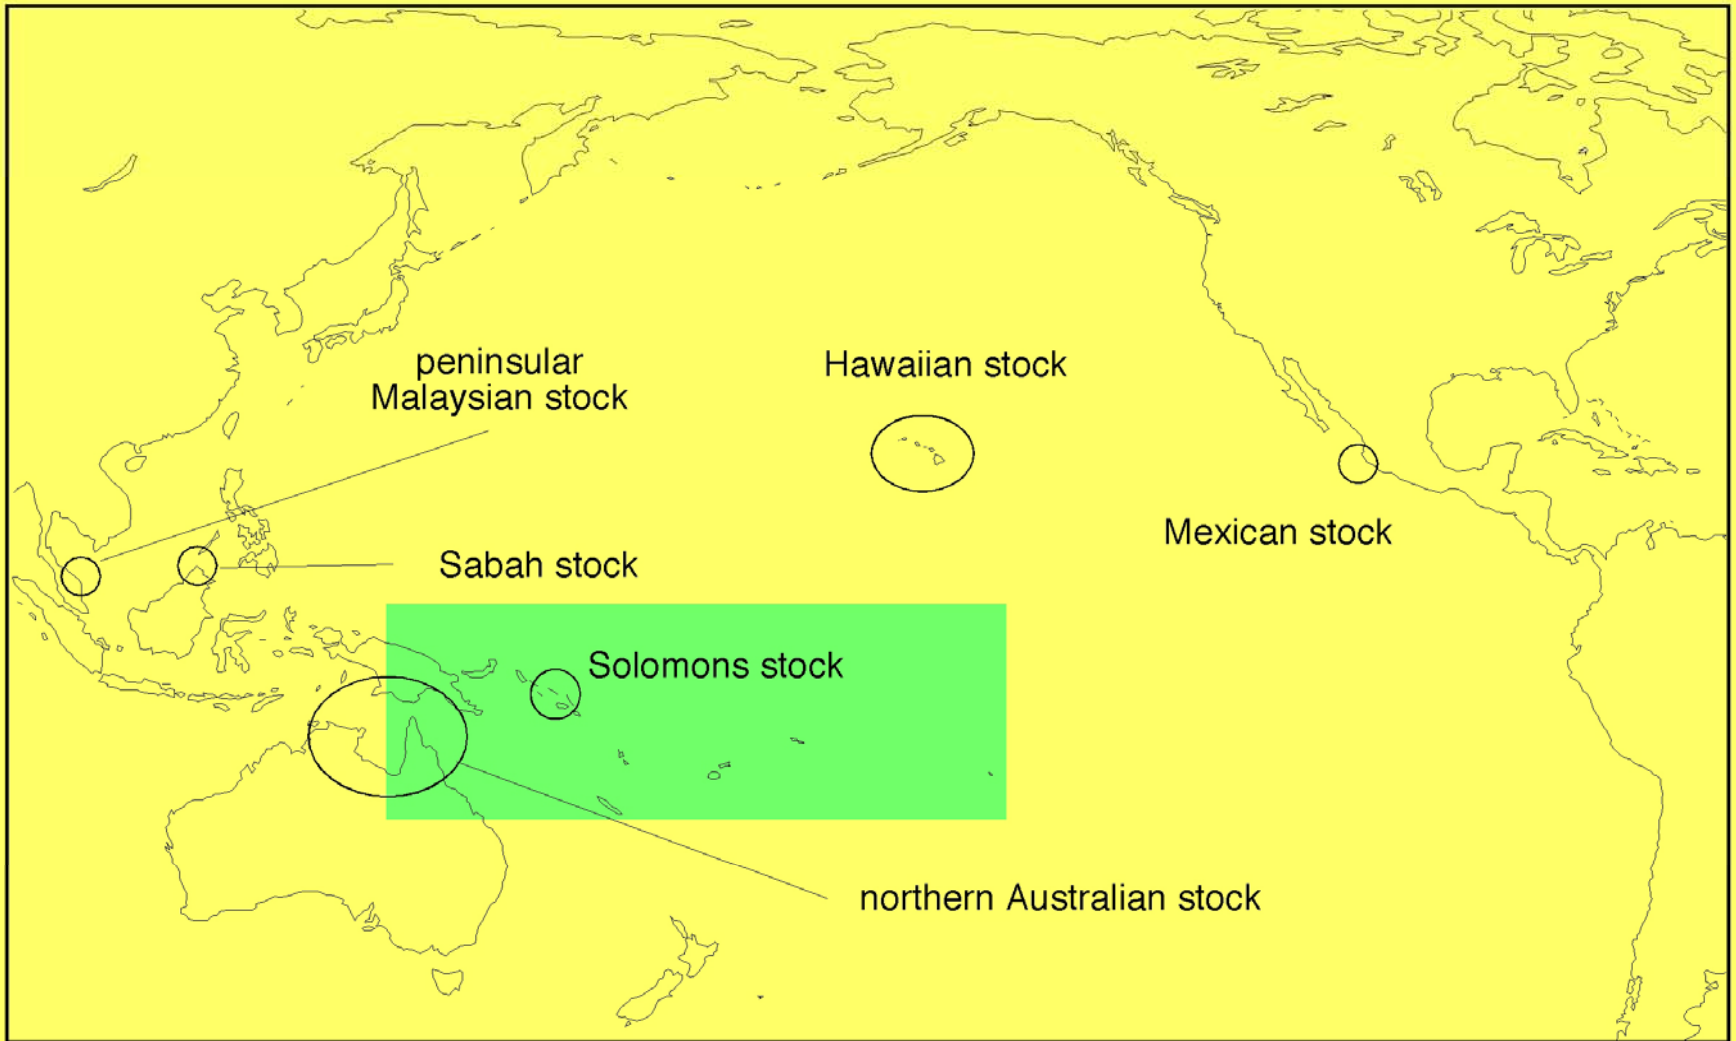 peninsular
Malaysian stock
Hawaiian stock
Mexican stock
Sabah stock
Solomons stock
northern Australian stock